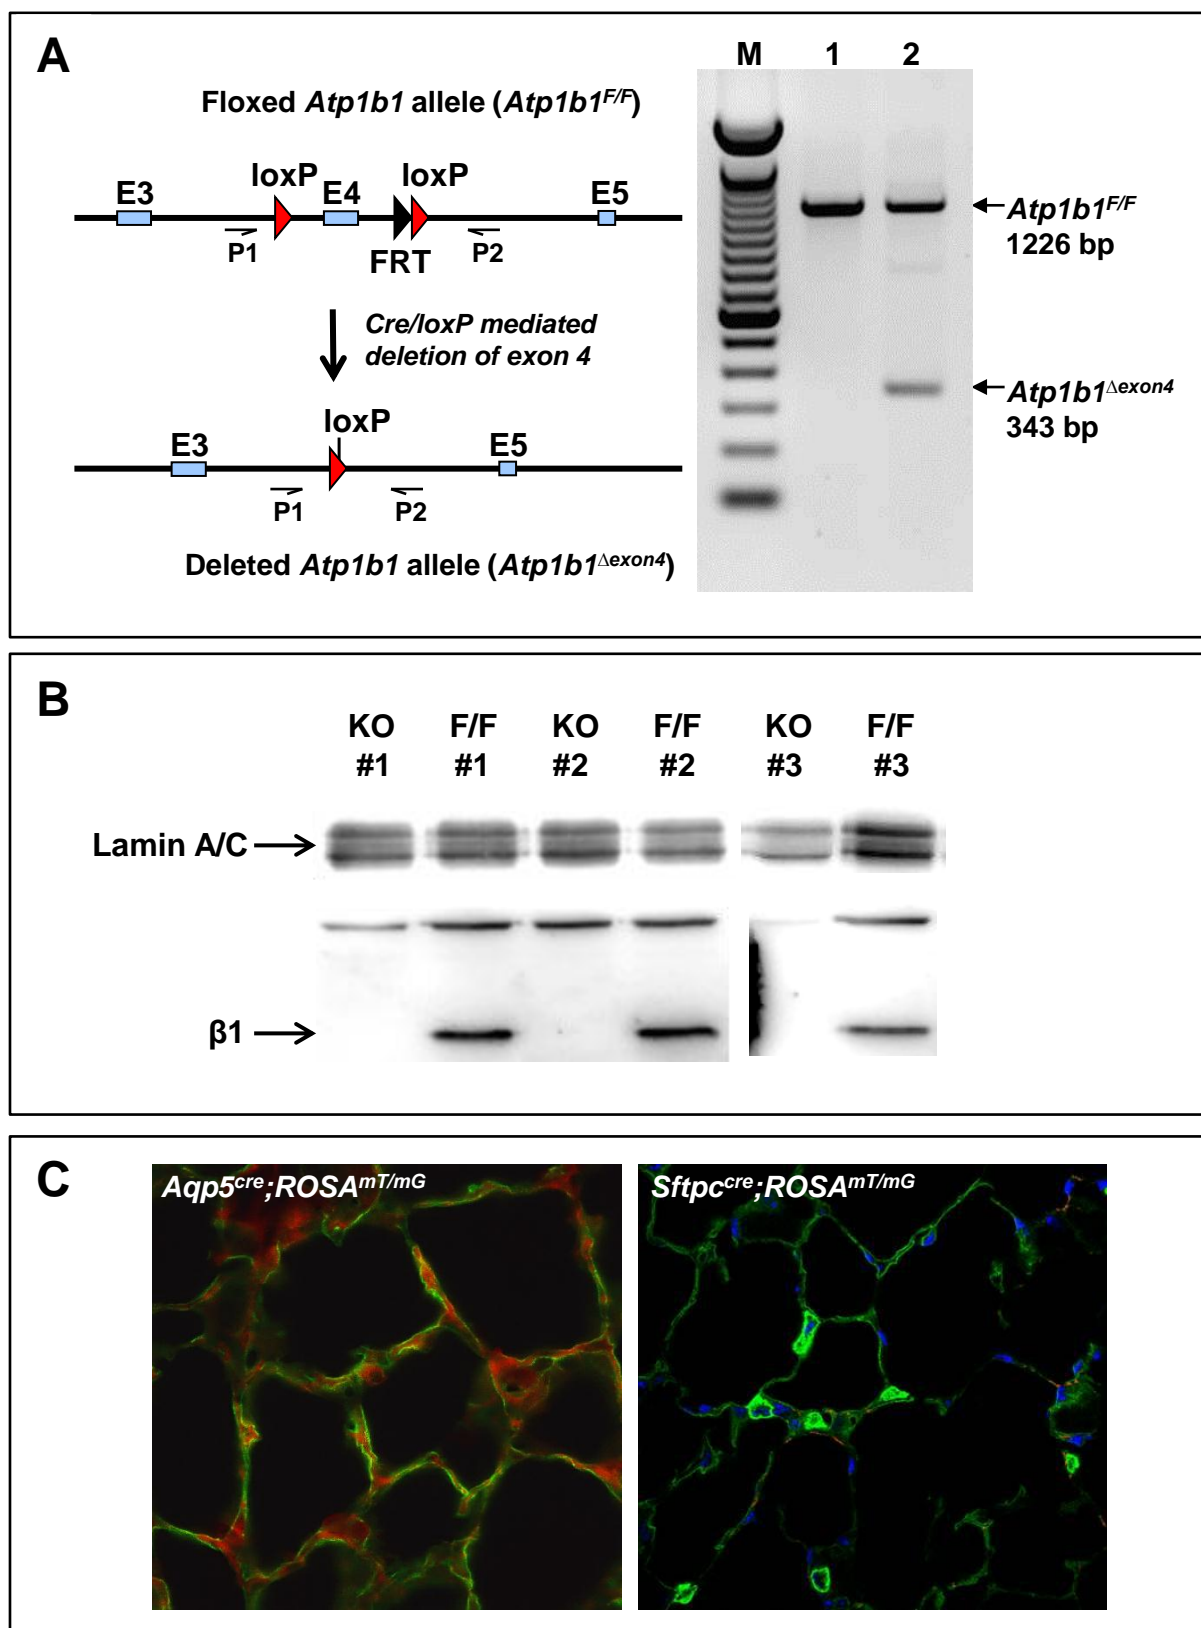 A
Floxed Atp1b1 allele (Atp1b1F/F)
E3 loxP E4 loxP E5
P1 FRT P2
Cre/loxP mediated
deletion of exon 4
loxP
E3 E5
P1 P2
Deleted Atp1b1 allele (Atp1b1Δexon4)
M 1 2
Atp1b1F/F
1226 bp
Atp1b1Δexon4
343 bp
B
KO F/F KO F/F KO F/F
#1 #1 #2 #2 #3 #3
Lamin A/C
β1
C
Aqp5cre;ROSAmT/mG
Sftpccre;ROSAmT/mG